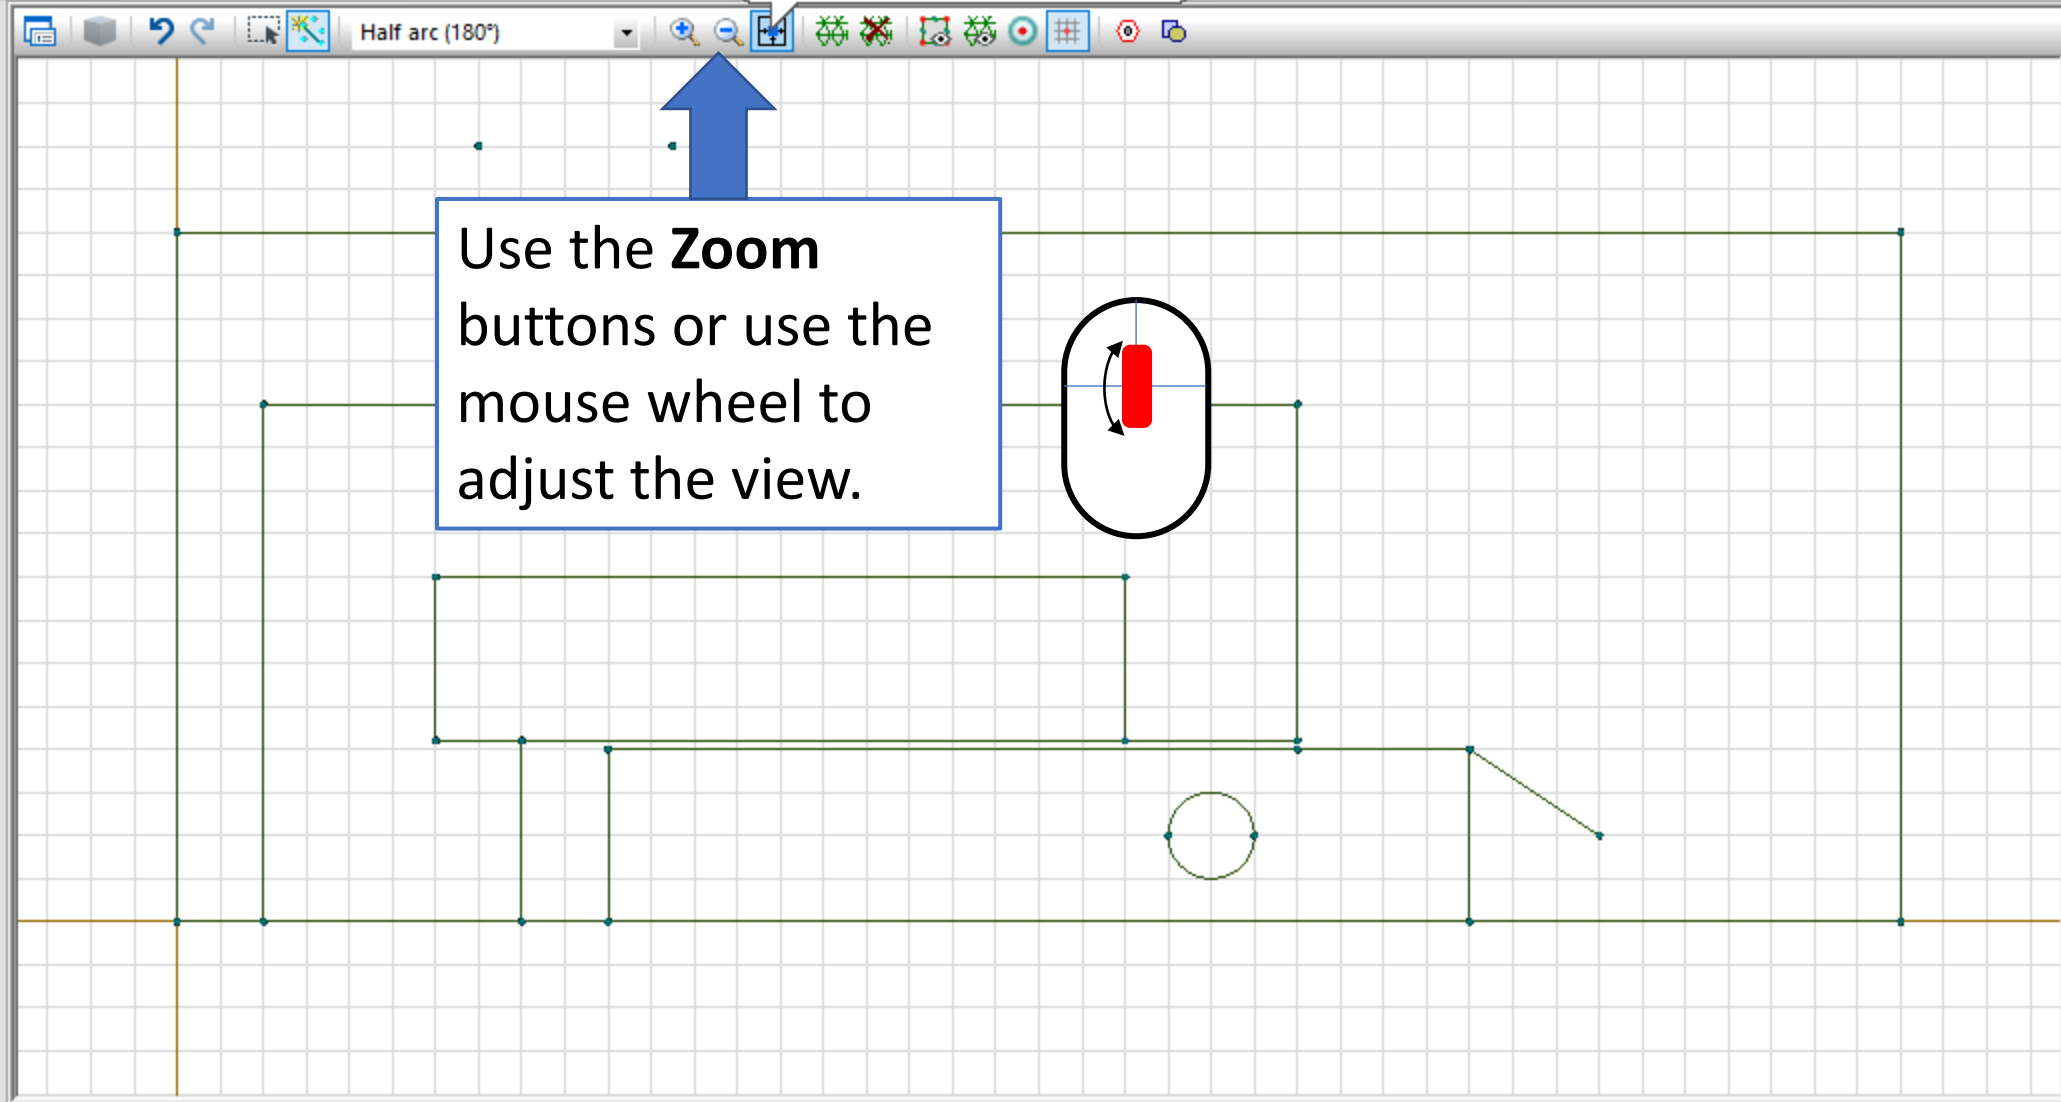 Half arc (180°)
Use the Zoom
buttons or use the
mouse wheel to
adjust the view.